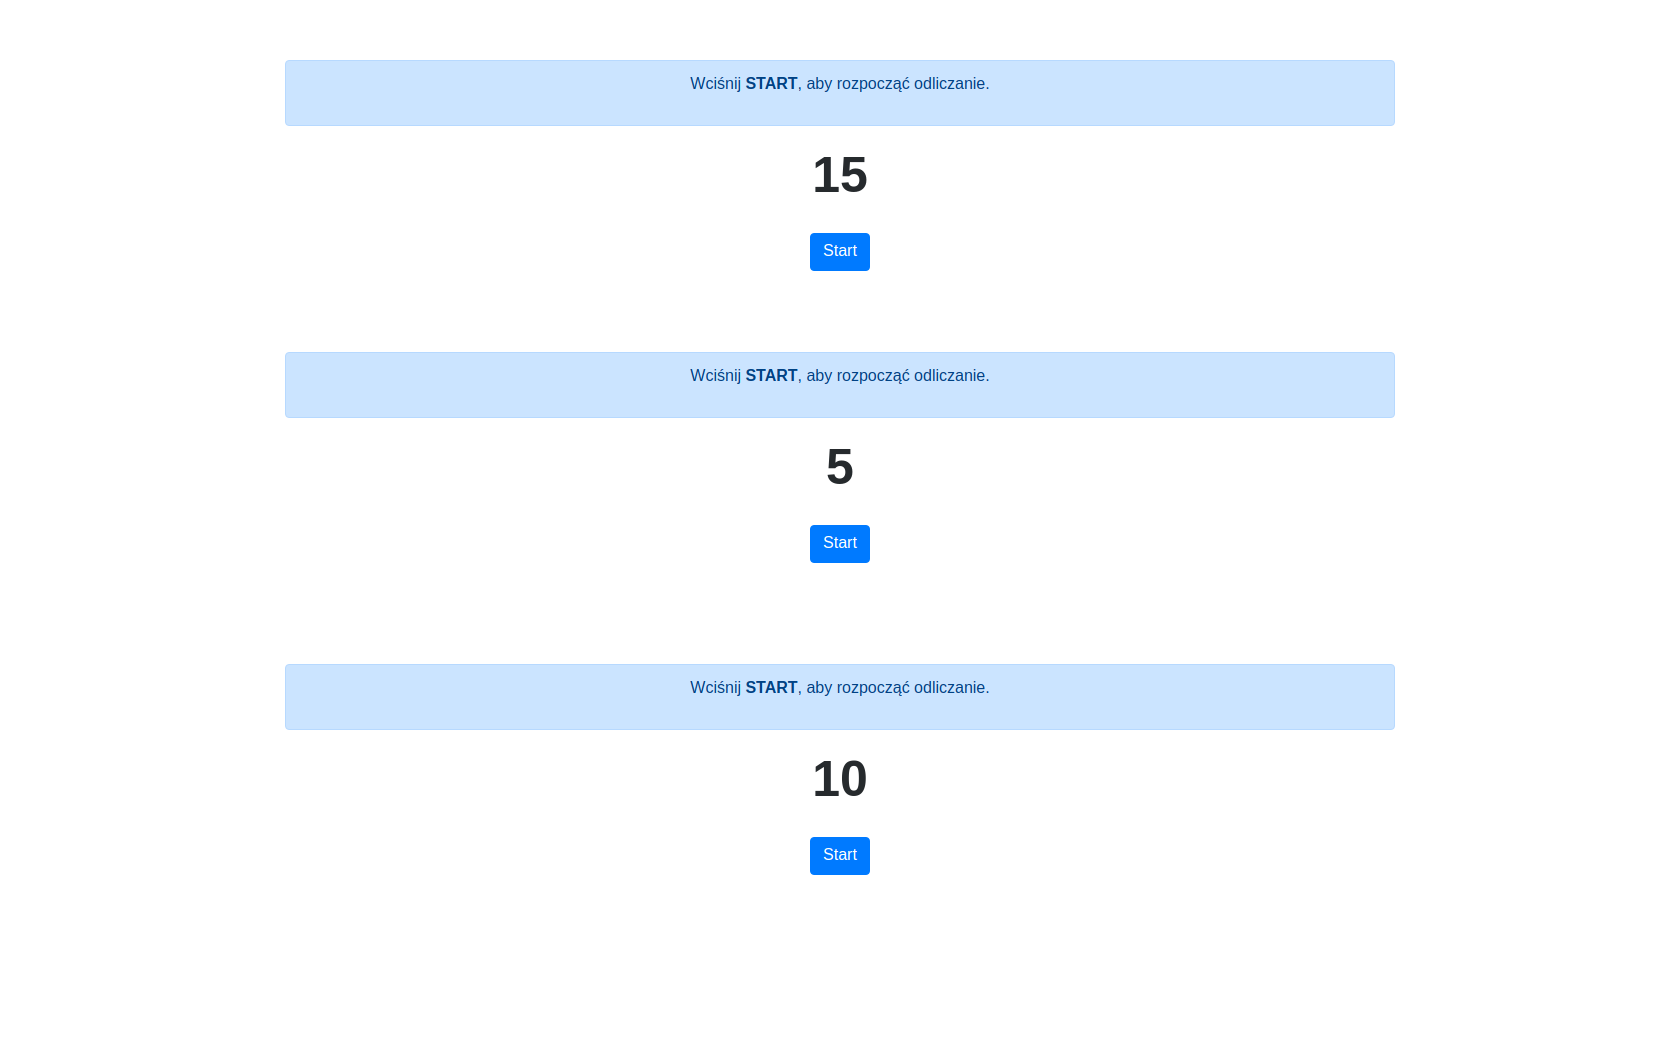 Wciśnij START, aby rozpocząć odliczanie.
15
Start
Wciśnij START, aby rozpocząć odliczanie.
5
Start
Wciśnij START, aby rozpocząć odliczanie.
10
Start